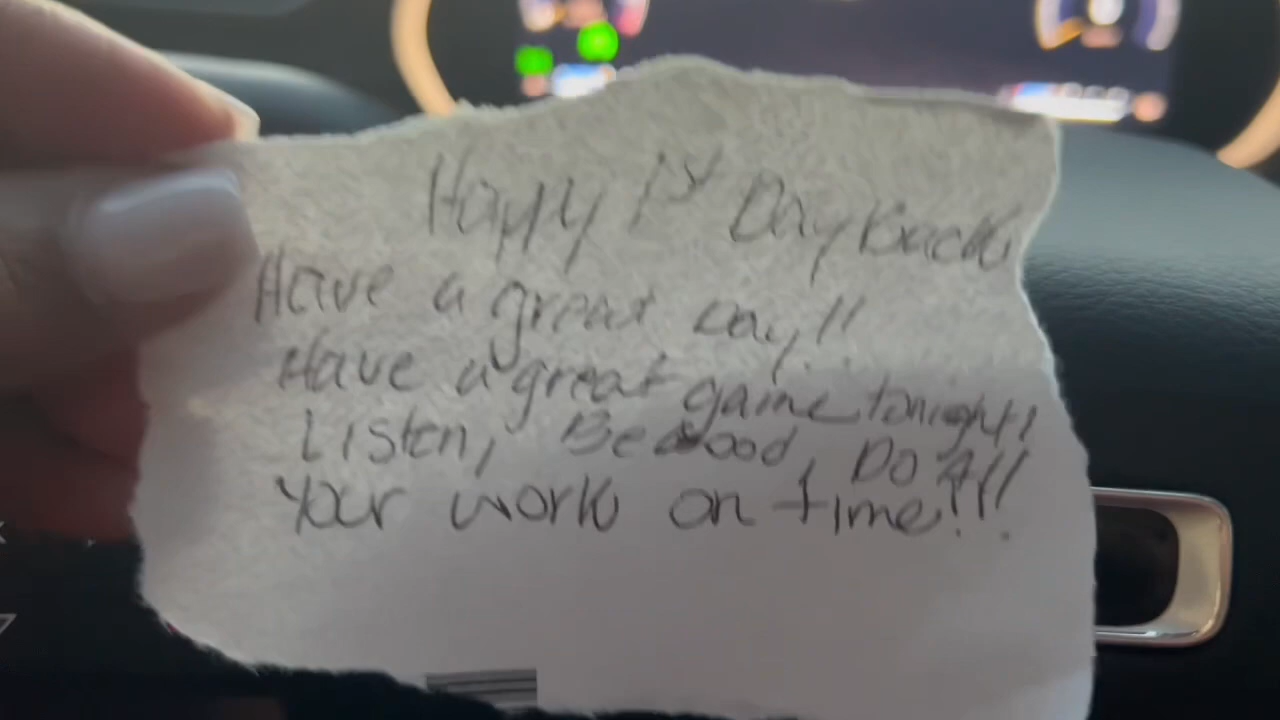 Happy 1st Day Back
Have a great Day!!
Have a great game tonight!
Listen, Be Good, Do All
Your work on time!!!